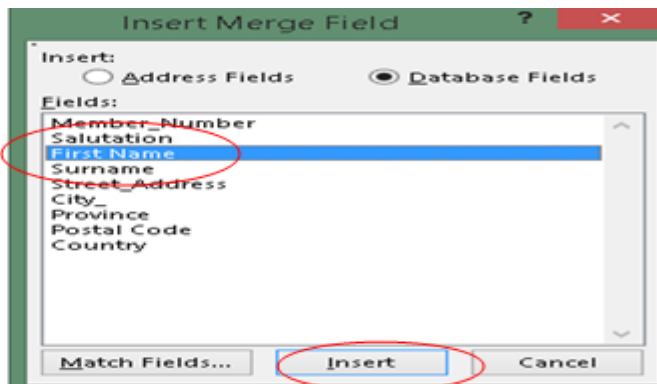 Insert Merge Field ? ×
Insert:
Address Fields Database Fields
Fields:
Member_Number
Salutation
First Name
Surname
Street_Address
City_
Province
Postal Code
Country
Match Fields... Insert Cancel